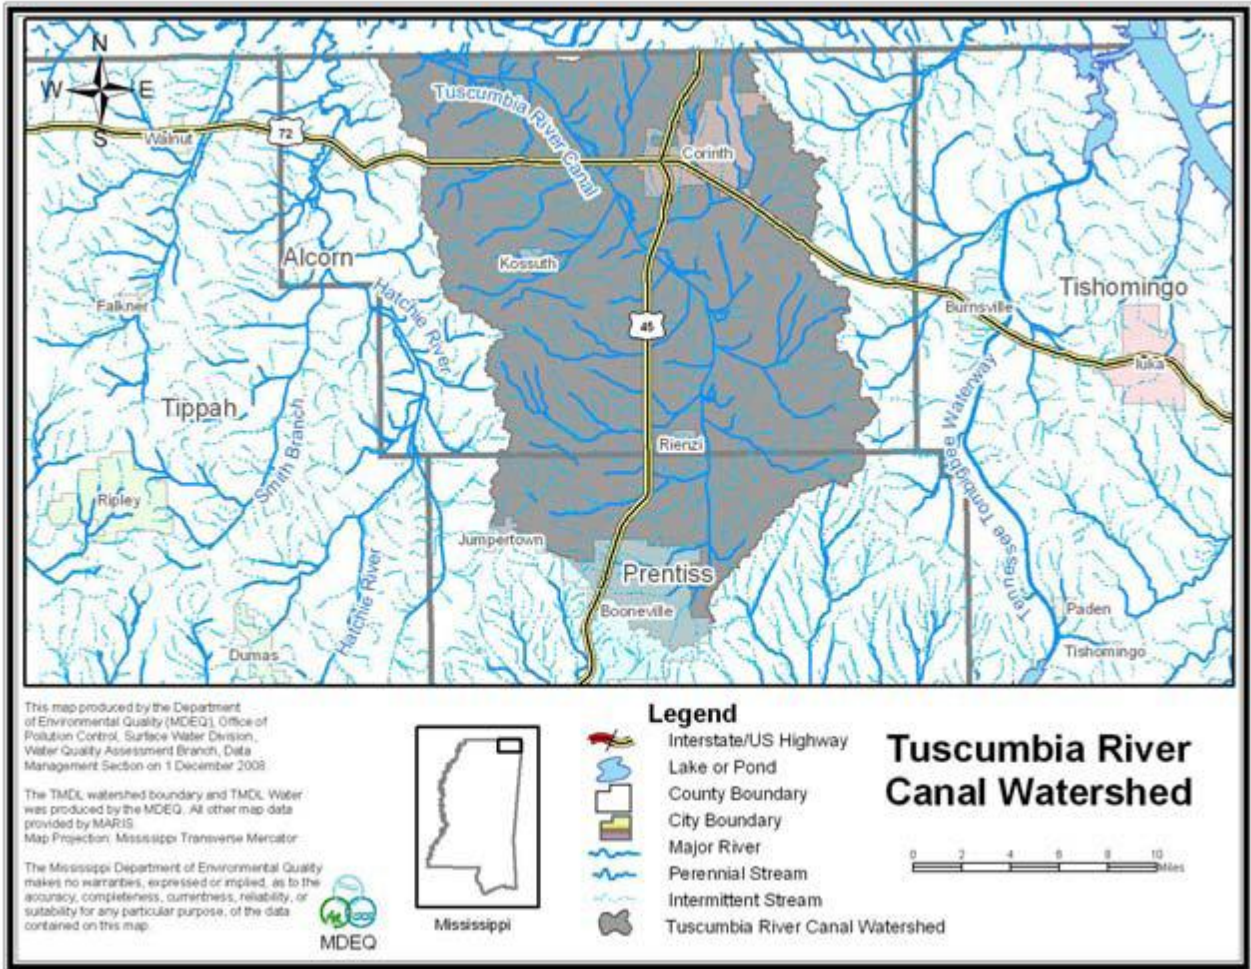 N
W
E
S
Walnut
72
Tuscumbia River Canal
Corinth
Alcorn
Kossuth
Hatchie River
Falkner
Tishomingo
Burnsville
45
Iuka
Tippah
Smith Branch
Tennessee Tombigbee Waterway
Rienzi
Ripley
Jumpertown
Prentiss
Hatchie River
Booneville
Paden
Dumas
Tishomingo
This map produced by the Department
of Environmental Quality (MDEQ), Office of
Pollution Control, Surface Water Division,
Water Quality Assessment Branch, Data
Management Section on 1 December 2008
The TMDL watershed boundary and TMDL Water
was produced by the MDEQ. All other map data
provided by MARIS
Map Projection: Mississippi Transverse Mercator
The Mississippi Department of Environmental Quality
makes no warranties, expressed or implied, as to the
accuracy, completeness, currentness, reliability, or
suitability for any particular purpose, of the data
contained on this map.
MDEQ
Mississippi
Legend
Interstate/US Highway
Lake or Pond
County Boundary
City Boundary
Major River
Perennial Stream
Intermittent Stream
Tuscumbia River Canal Watershed
Tuscumbia River
Canal Watershed
0 2 4 6 8 10
Miles